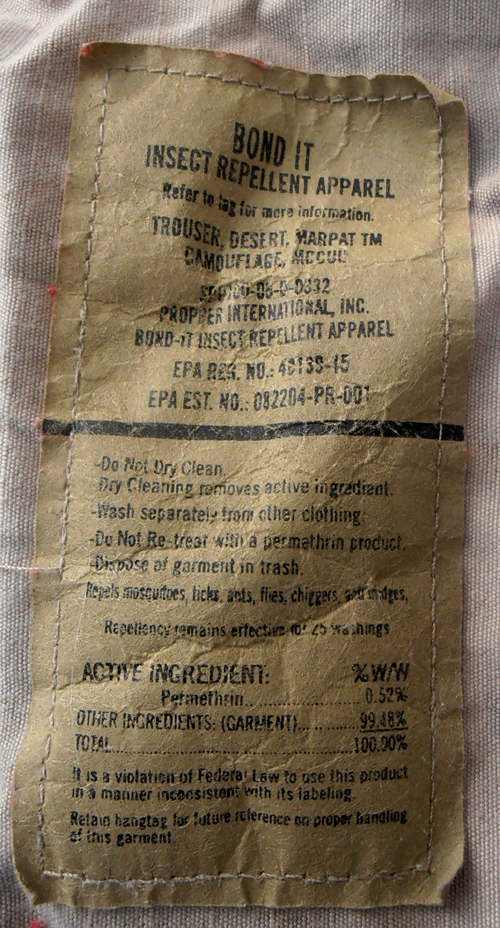 BOND IT
INSECT REPELLENT APPAREL
Refer to tag for more information.
TROUSER, DESERT, MARPAT TM
CAMOUFLAGE, MCCUU
PROPPER INTERNATIONAL, INC.
BOND-IT INSECT REPELLENT APPAREL
EPA REG. NO.: 48139-15
EPA EST. NO.: 082204-PR-001
-Do Not Dry Clean.
Dry Cleaning removes active ingredient.
-Wash separately from other clothing.
-Do Not Re-treat with a permethrin product.
-Dispose of garment in trash.
Repels mosquitoes, ticks, ants, flies, chiggers, and midges,
Repellency remains effective for 25 washings
ACTIVE INGREDIENT: % W/W
Permethrin.................0.52%
OTHER INGREDIENTS: (GARMENT)....99.48%
TOTAL..............................100.00%
It is a violation of Federal Law to use this product
in a manner inconsistent with its labeling.
Retain hangtag for future reference on proper handling
of this garment